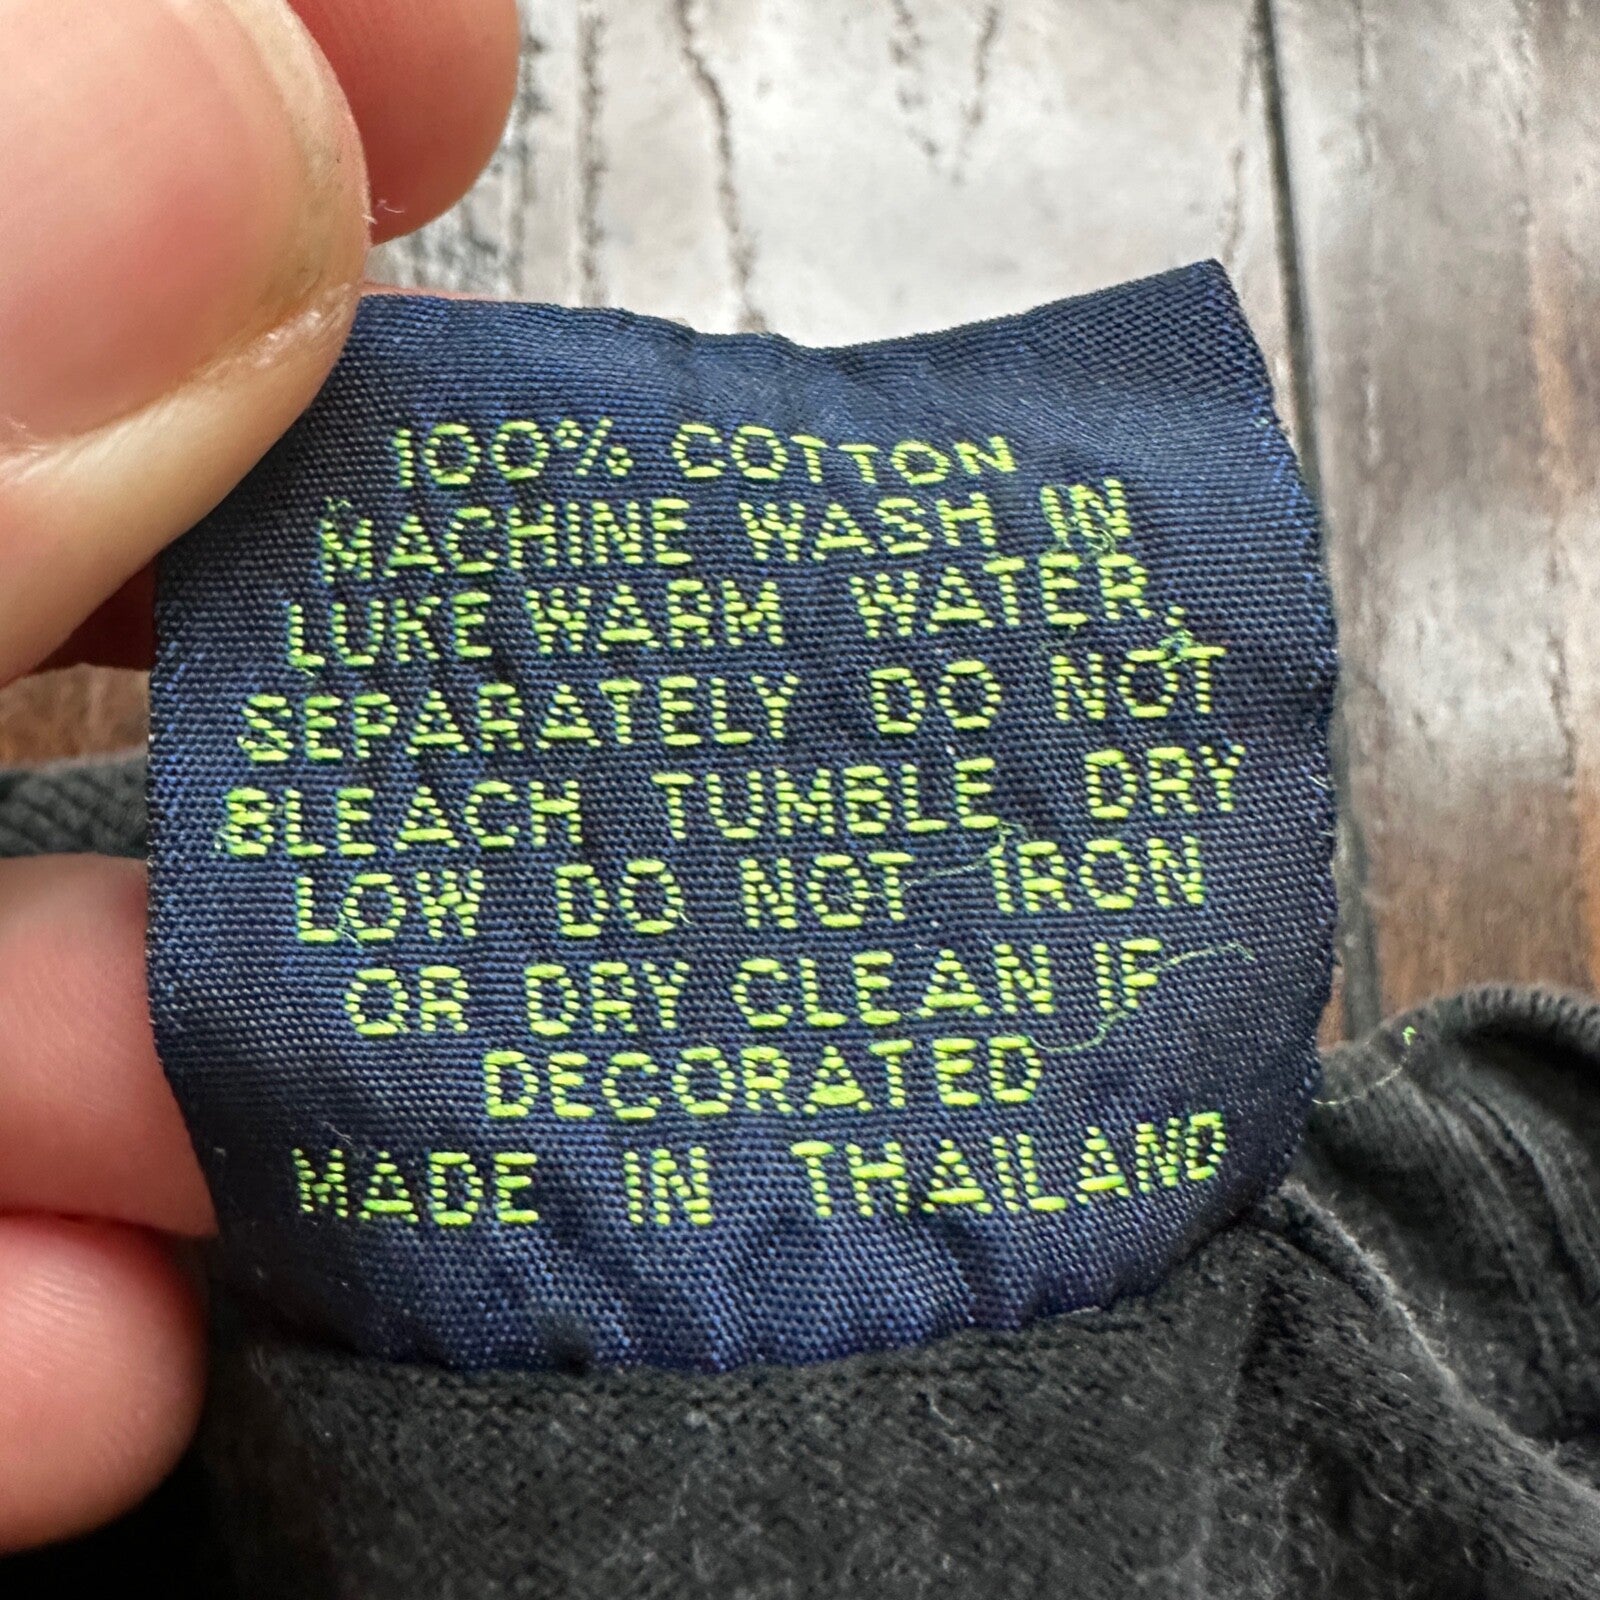 100% COTTON
MACHINE WASH IN
LUKE WARM WATER,
SEPARATELY DO NOT
BLEACH TUMBLE DRY
LOW DO NOT IRON
OR DRY CLEAN IF
DECORATED
MADE IN THAILAND